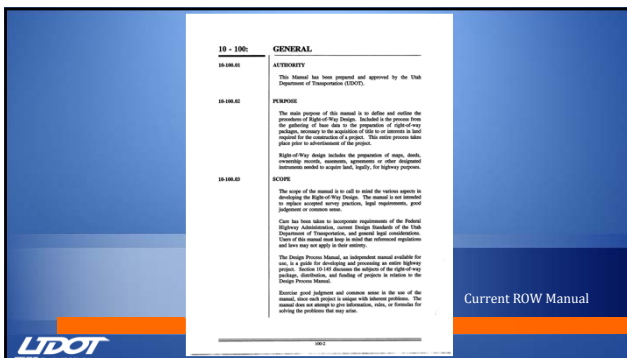 10 - 100: GENERAL
10-100.01 AUTHORITY
This Manual has been prepared and approved by the Utah
Department of Transportation (UDOT).
10-100.02 PURPOSE
The main purpose of this manual is to define and outline the
procedures of Right-of-Way Design. Included is the process from
the gathering of base data to the preparation of right-of-way
packages, necessary to the acquisition of title to or interests in land
required for the construction of a project. This entire process takes
place prior to advertisement of the project.
Right-of-Way design includes the preparation of maps, deeds,
ownership records, easements, agreements or other designated
instruments needed to acquire land, legally, for highway purposes.
10-100.03 SCOPE
The scope of the manual is to call to mind the various aspects in
developing the Right-of-Way Design. The manual is not intended
to replace accepted survey practices, legal requirements, good
judgement or common sense.
Care has been taken to incorporate requirements of the Federal
Highway Administration, current Design Standards of the Utah
Department of Transportation, and general legal considerations.
Users of this manual must keep in mind that referenced regulations
and laws may not apply in their entirety.
The Design Process Manual, an independent manual available for
use, is a guide for developing and processing an entire highway
project. Section 10-145 discusses the subjects of the right-of-way
package, distribution, and funding of projects in relation to the
Design Process Manual.
Exercise good judgment and common sense in the use of the
manual, since each project is unique with inherent problems. The
manual does not attempt to give information, rules, or formulas for
solving the problems that may arise.
100-2
Current ROW Manual
UDOT